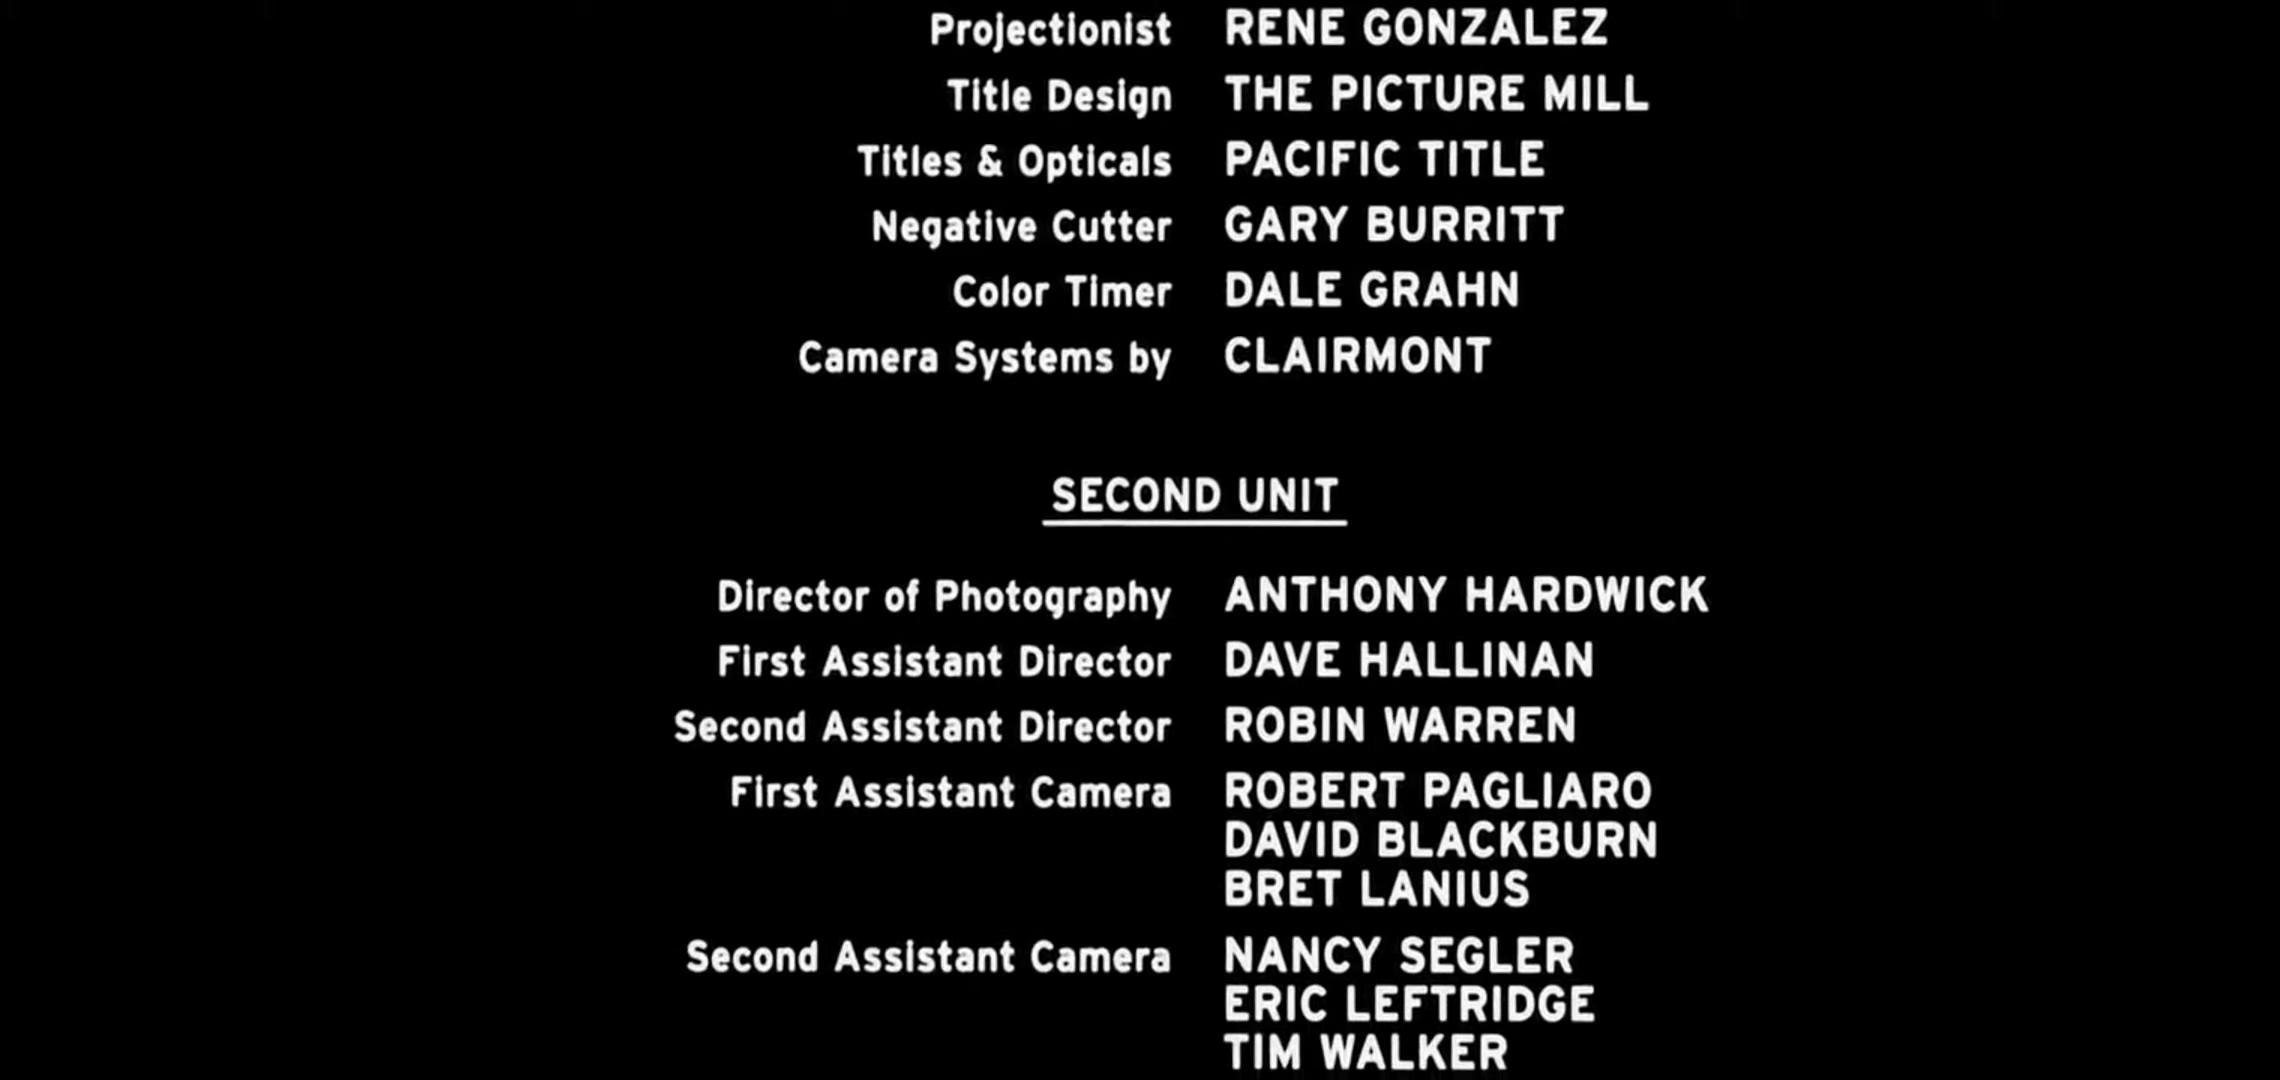 Projectionist RENE GONZALEZ
Title Design THE PICTURE MILL
Titles & Opticals PACIFIC TITLE
Negative Cutter GARY BURRITT
Color Timer DALE GRAHN
Camera Systems by CLAIRMONT
SECOND UNIT
Director of Photography ANTHONY HARDWICK
First Assistant Director DAVE HALLINAN
Second Assistant Director ROBIN WARREN
First Assistant Camera ROBERT PAGLIARO
DAVID BLACKBURN
BRET LANIUS
Second Assistant Camera NANCY SEGLER
ERIC LEFTRIDGE
TIM WALKER